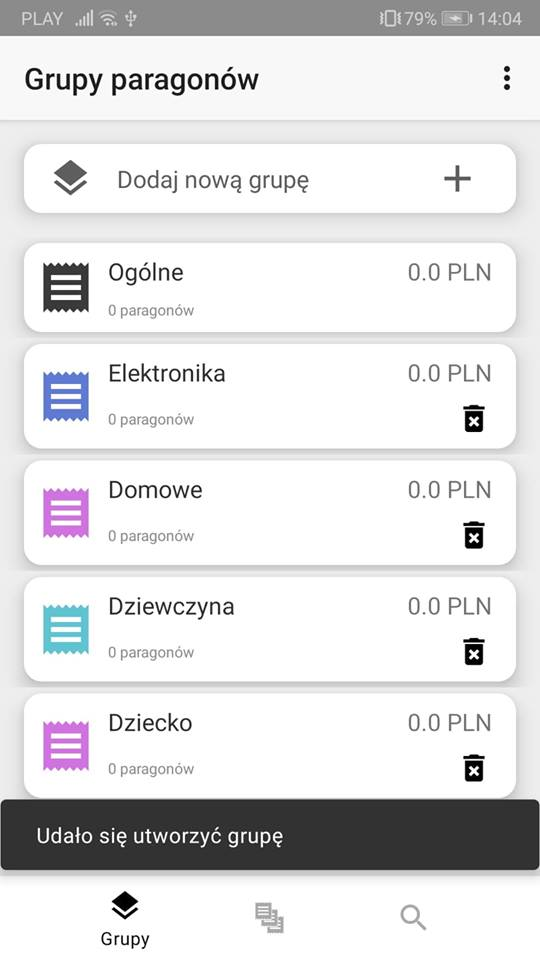 PLAY 79% 14:04
Grupy paragonów
Dodaj nową grupę
Ogólne 0.0 PLN
0 paragonów
Elektronika 0.0 PLN
0 paragonów
Domowe 0.0 PLN
0 paragonów
Dziewczyna 0.0 PLN
0 paragonów
Dziecko 0.0 PLN
0 paragonów
Udało się utworzyć grupę
Grupy